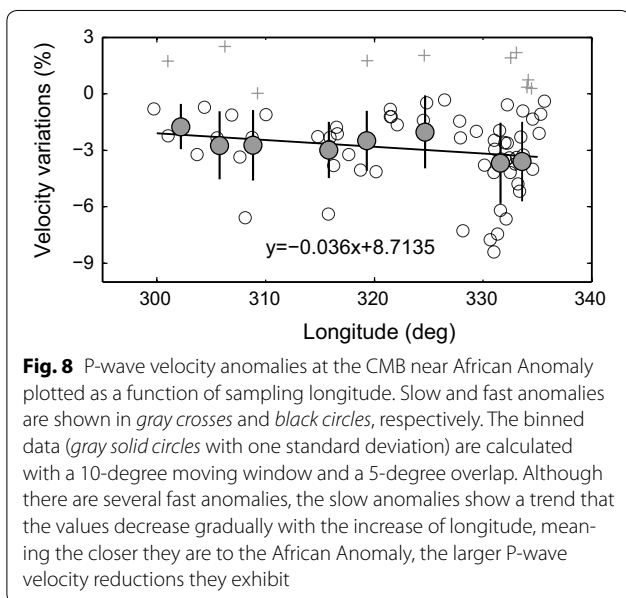 3
0
−3
−6
−9
Velocity variations (%)
y=−0.036x+8.7135
300 310 320 330 340
Longitude (deg)
Fig. 8 P-wave velocity anomalies at the CMB near African Anomaly
plotted as a function of sampling longitude. Slow and fast anomalies
are shown in gray crosses and black circles, respectively. The binned
data (gray solid circles with one standard deviation) are calculated
with a 10-degree moving window and a 5-degree overlap. Although
there are several fast anomalies, the slow anomalies show a trend that
the values decrease gradually with the increase of longitude, mean-
ing the closer they are to the African Anomaly, the larger P-wave
velocity reductions they exhibit